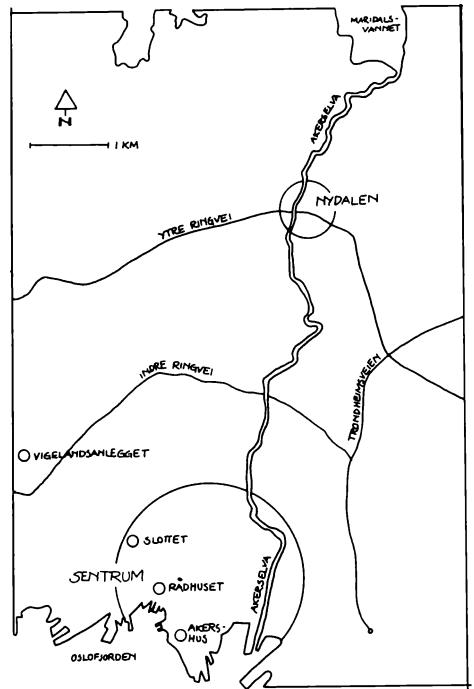 MARIDALS-
VANNET
AKERSELVA
N
1 KM
NYDALEN
YTRE RINGVEI
INDRE RINGVEI
TRONDHEIMSVEIEN
VIGELANDSANLEGGET
SLOTTET
SENTRUM
RÅDHUSET
AKERSELVA
AKERS-
HUS
OSLOFJORDEN